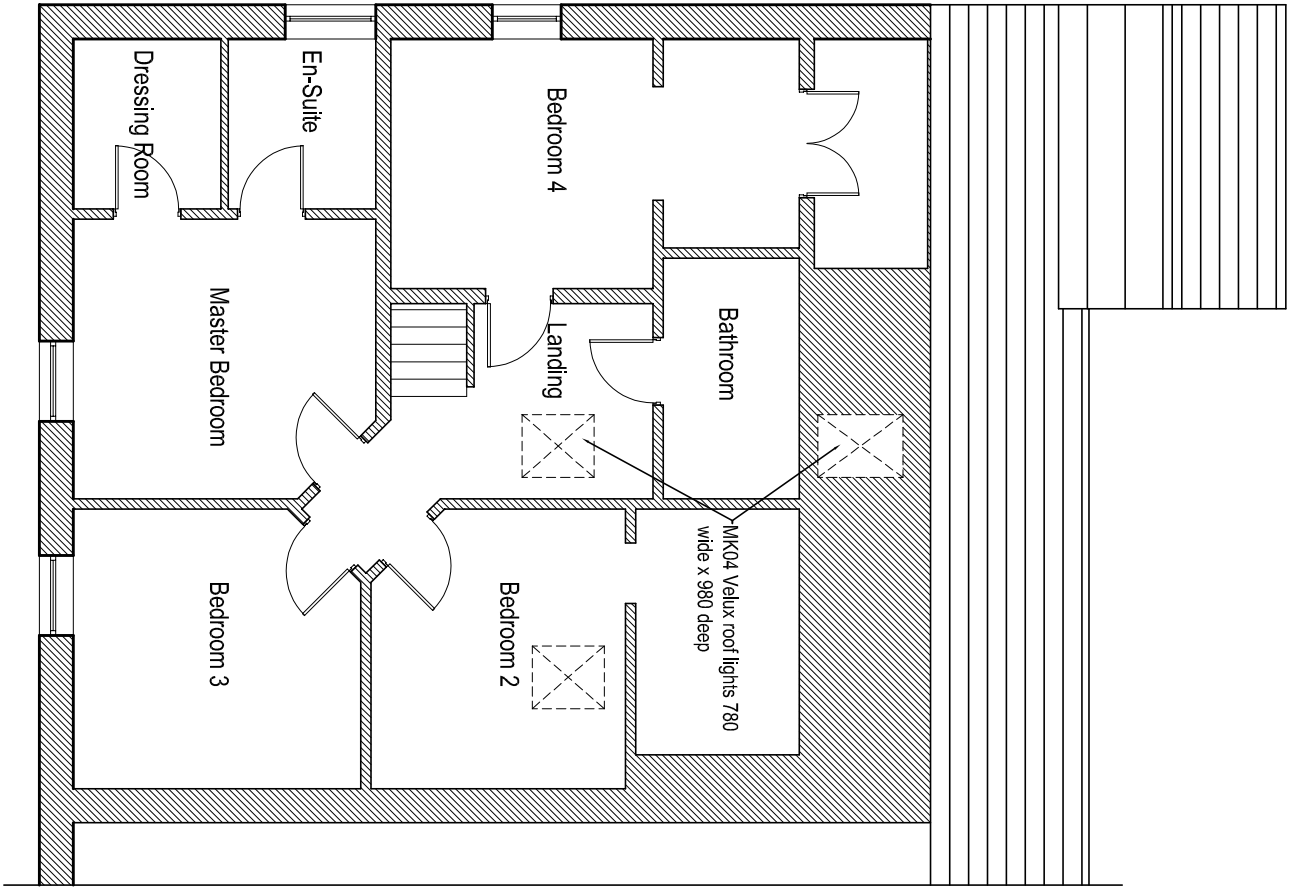 Dressing Room
En-Suite
Bedroom 4
Master Bedroom
Landing
Bathroom
MK04 Velux roof lights 780
wide x 980 deep
Bedroom 3
Bedroom 2